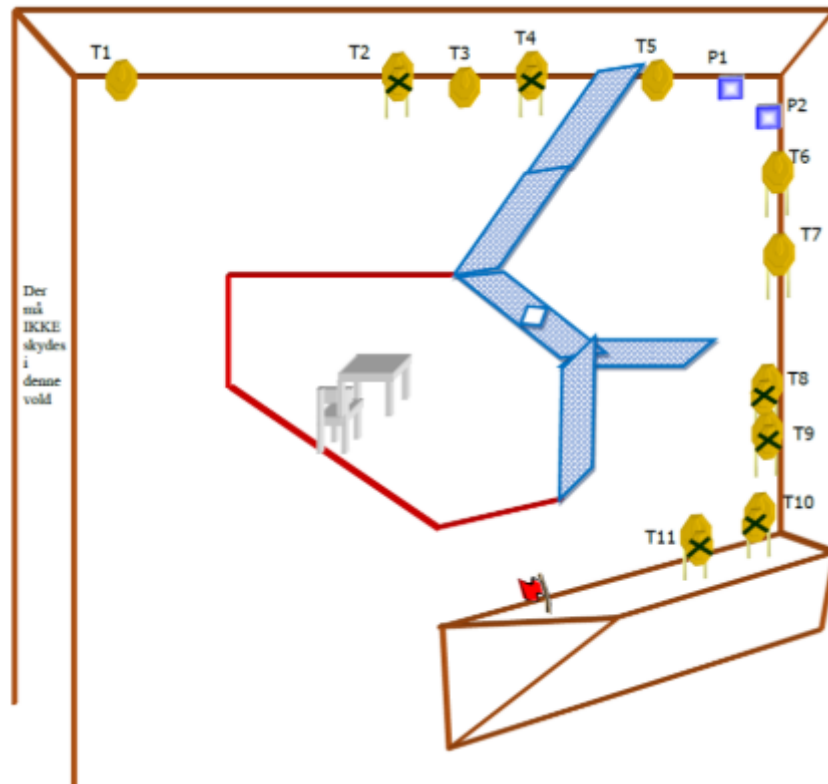 T1
T2
T3
T4
T5
P1
P2
T6
T7
Der
må
IKKE
skydes
i
denne
vold
T8
T9
T10
T11